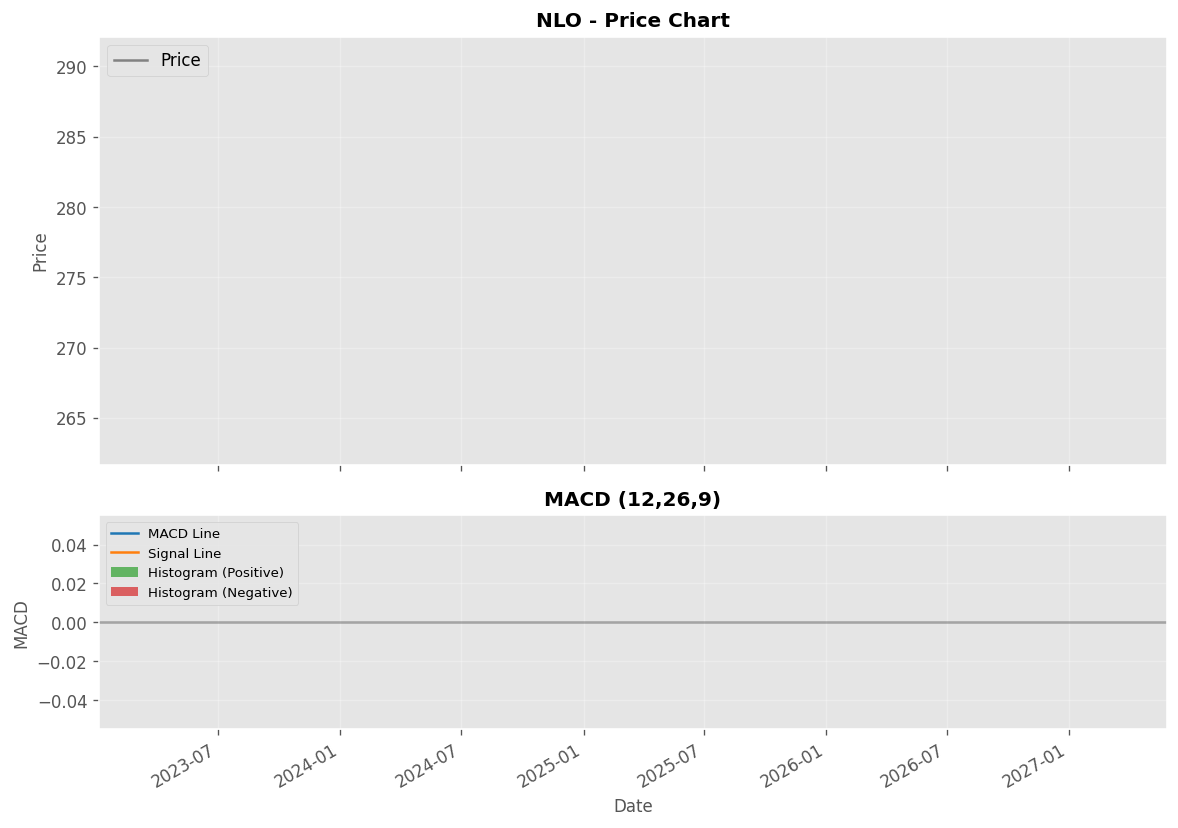 NLO - Price Chart
Price
290
285
280
275
270
265
Price
MACD (12,26,9)
MACD Line
Signal Line
Histogram (Positive)
Histogram (Negative)
0.04
0.02
0.00
−0.02
−0.04
MACD
2023-07
2024-01
2024-07
2025-01
2025-07
2026-01
2026-07
2027-01
Date